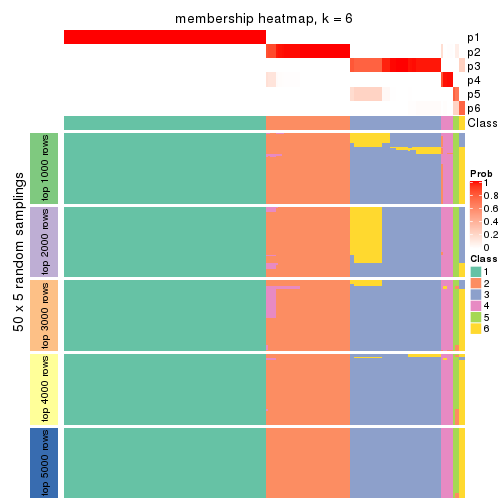 membership heatmap, k = 6
p1
p2
p3
p4
p5
p6
Class
50 x 5 random samplings
top 1000 rows
top 2000 rows
top 3000 rows
top 4000 rows
top 5000 rows
Prob
1
0.8
0.6
0.4
0.2
0
Class
1
2
3
4
5
6